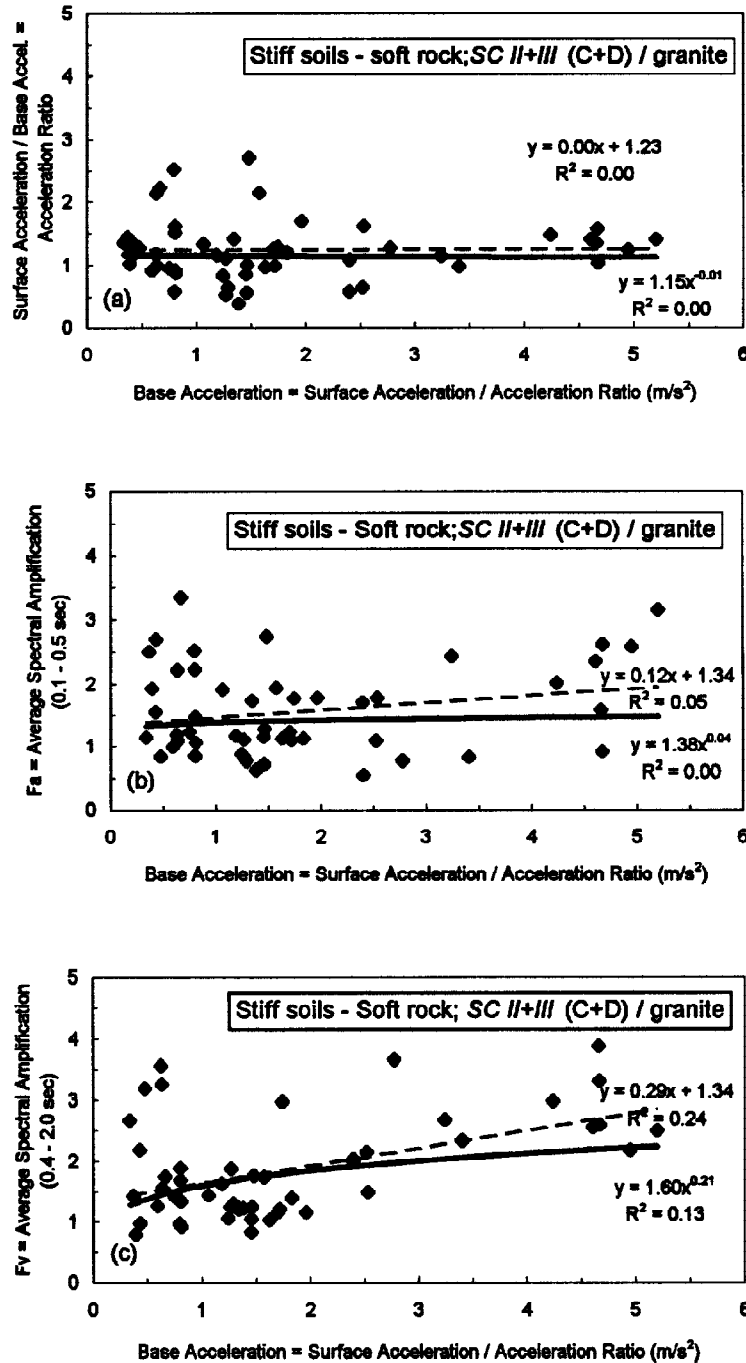 Surface Acceleration / Base Accel. =
Acceleration Ratio
5
4
3
2
1
0
Stiff soils - soft rock;SC II+III (C+D) / granite
y = 0.00x + 1.23
R² = 0.00
y = 1.15x^-0.01
R² = 0.00
(a)
0 1 2 3 4 5 6
Base Acceleration = Surface Acceleration / Acceleration Ratio (m/s²)
Fa = Average Spectral Amplification
(0.1 - 0.5 sec)
5
4
3
2
1
0
Stiff soils - Soft rock;SC II+III (C+D) / granite
y = 0.12x + 1.34
R² = 0.05
y = 1.38x^0.04
R² = 0.00
(b)
0 1 2 3 4 5 6
Base Acceleration = Surface Acceleration / Acceleration Ratio (m/s²)
Fv = Average Spectral Amplification
(0.4 - 2.0 sec)
5
4
3
2
1
0
Stiff soils - Soft rock; SC II+III (C+D) / granite
y = 0.29x + 1.34
R² = 0.24
y = 1.60x^0.21
R² = 0.13
(c)
0 1 2 3 4 5 6
Base Acceleration = Surface Acceleration / Acceleration Ratio (m/s²)